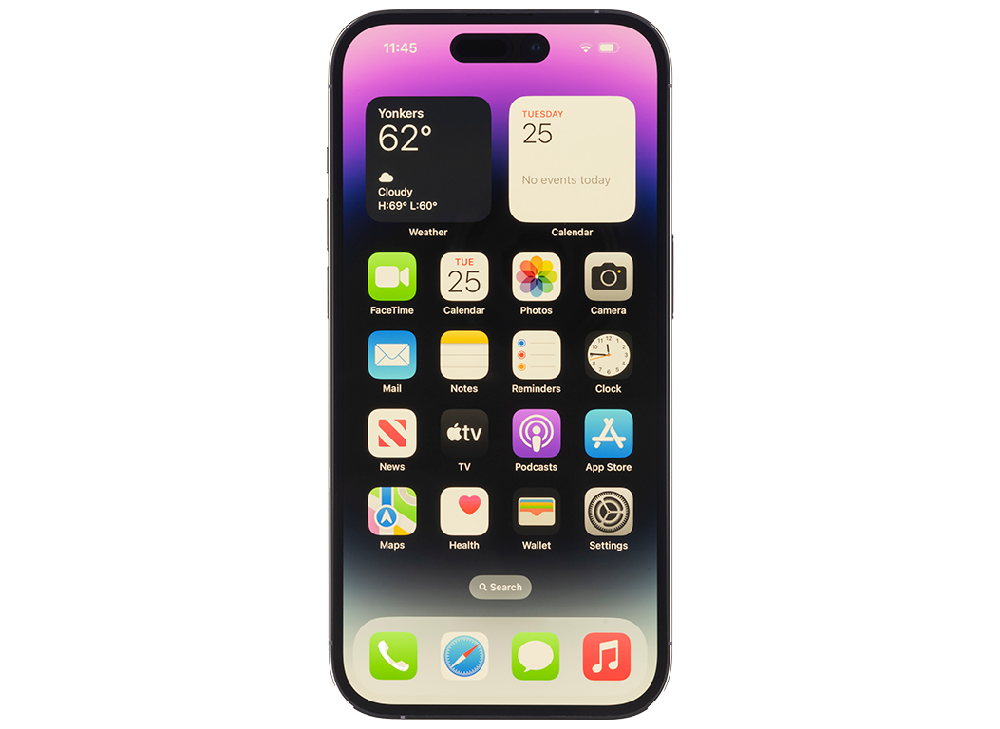 11:45
Yonkers
62°
Cloudy
H:69° L:60°
Weather
TUESDAY
25
No events today
Calendar
FaceTime
TUE
25
Calendar
Photos
Camera
Mail
Notes
Reminders
Clock
News
tv
TV
Podcasts
App Store
Maps
Health
Wallet
Settings
Search